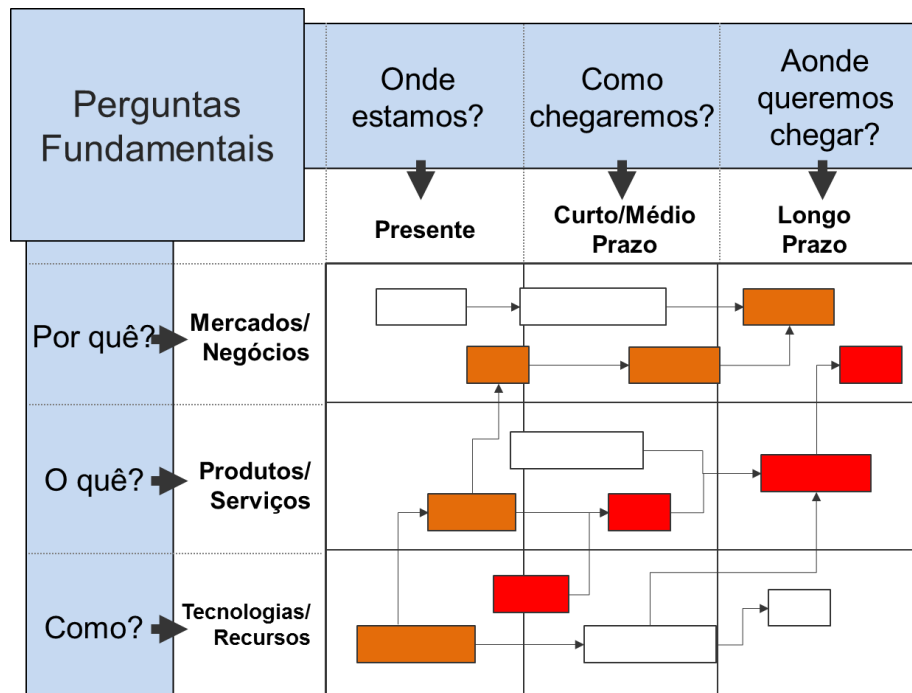 Perguntas
Fundamentais
Onde
estamos?
Como
chegaremos?
Aonde
queremos
chegar?
Presente
Curto/Médio
Prazo
Longo
Prazo
Por quê?
Mercados/
Negócios
O quê?
Produtos/
Serviços
Como?
Tecnologias/
Recursos